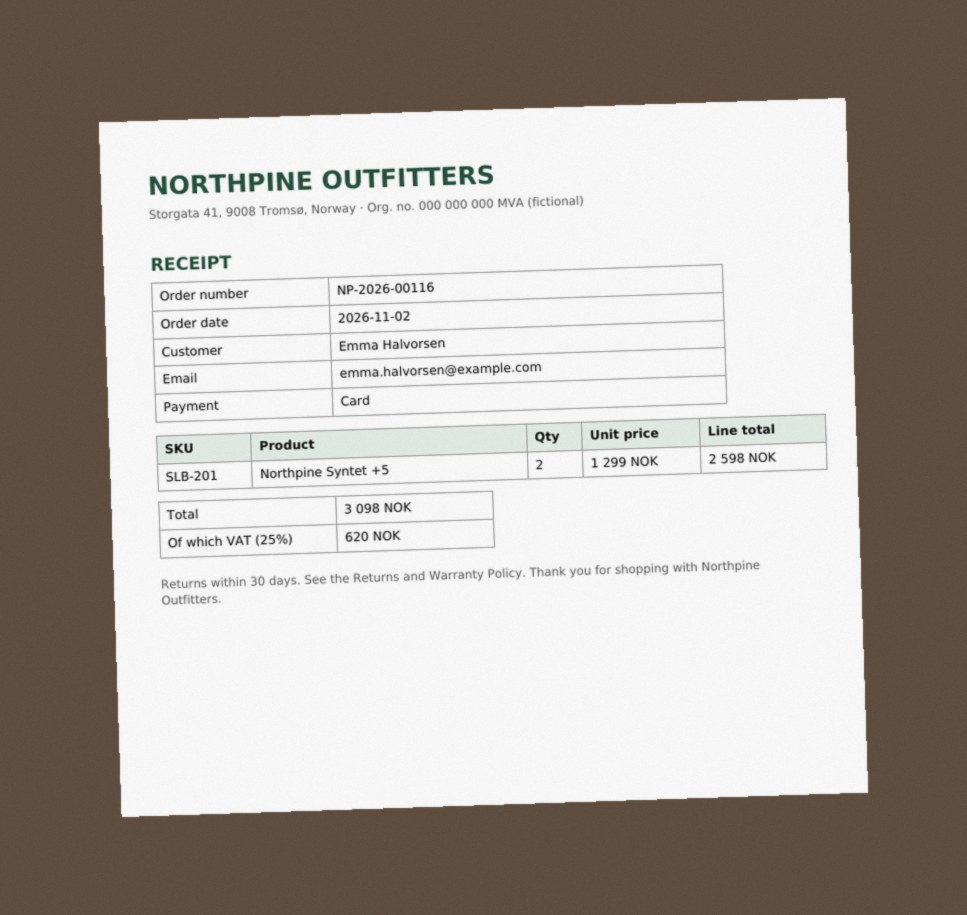 NORTHPINE OUTFITTERS
Storgata 41, 9008 Tromsø, Norway · Org. no. 000 000 000 MVA (fictional)
RECEIPT
Order number NP-2026-00116
Order date 2026-11-02
Customer Emma Halvorsen
Email emma.halvorsen@example.com
Payment Card
SKU Product Qty Unit price Line total
SLB-201 Northpine Syntet +5 2 1 299 NOK 2 598 NOK
Total 3 098 NOK
Of which VAT (25%) 620 NOK
Returns within 30 days. See the Returns and Warranty Policy. Thank you for shopping with Northpine
Outfitters.